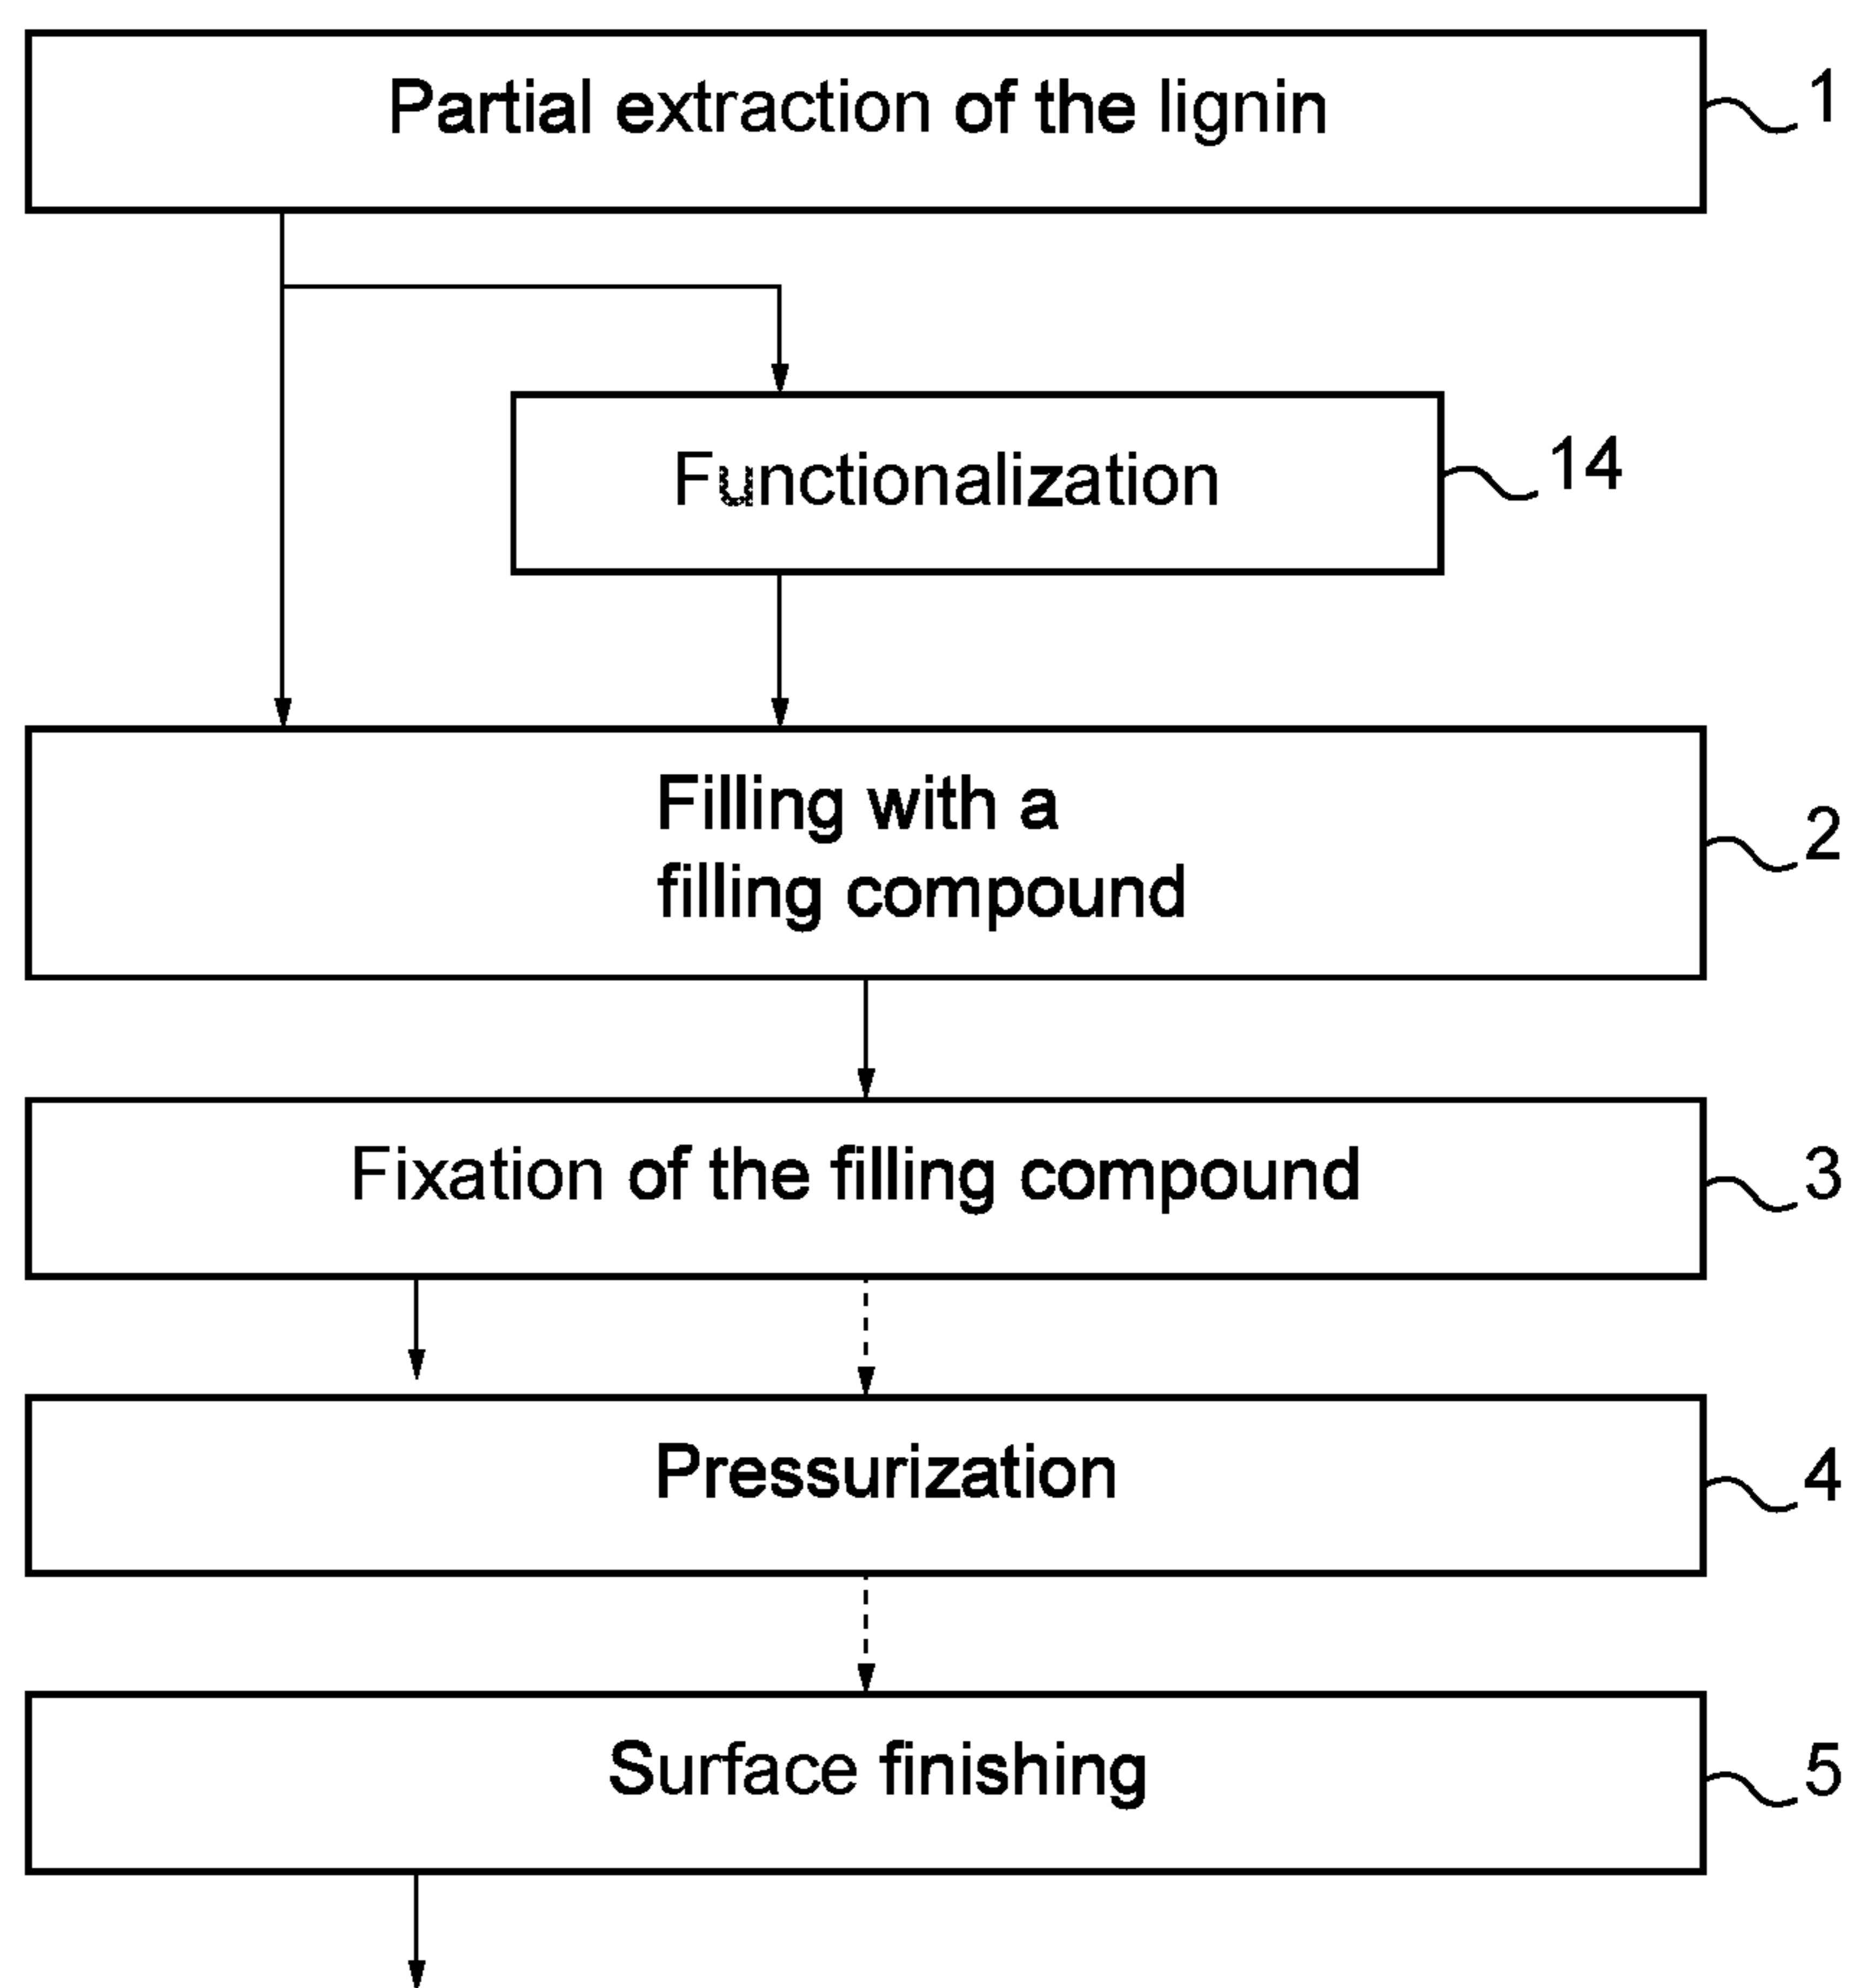 Partial extraction of the lignin
1
Functionalization
14
Filling with a
filling compound
2
Fixation of the filling compound
3
Pressurization
4
Surface finishing
5